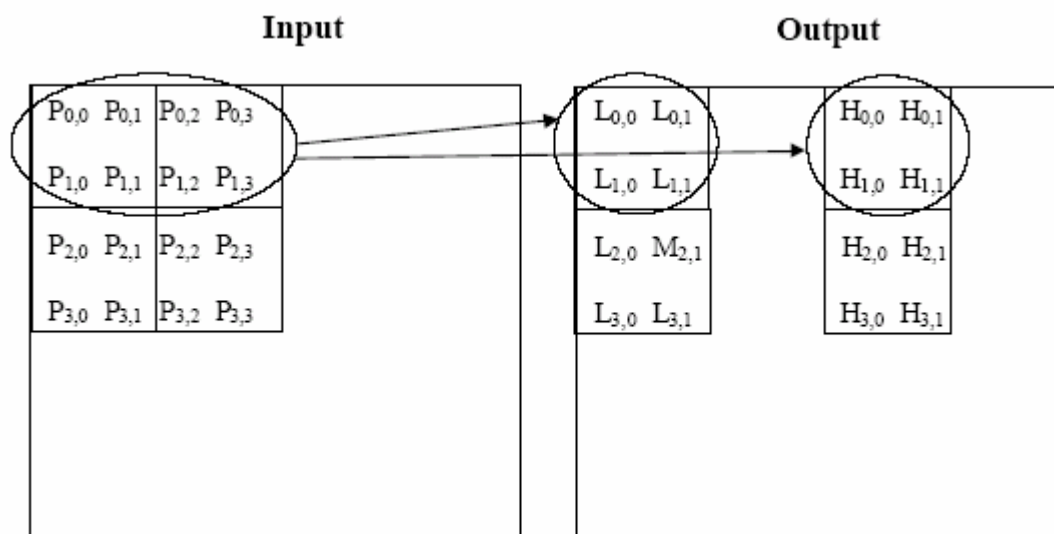 Input Output
P0,0 P0,1 P0,2 P0,3 L0,0 L0,1 H0,0 H0,1
P1,0 P1,1 P1,2 P1,3 L1,0 L1,1 H1,0 H1,1
P2,0 P2,1 P2,2 P2,3 L2,0 M2,1 H2,0 H2,1
P3,0 P3,1 P3,2 P3,3 L3,0 L3,1 H3,0 H3,1